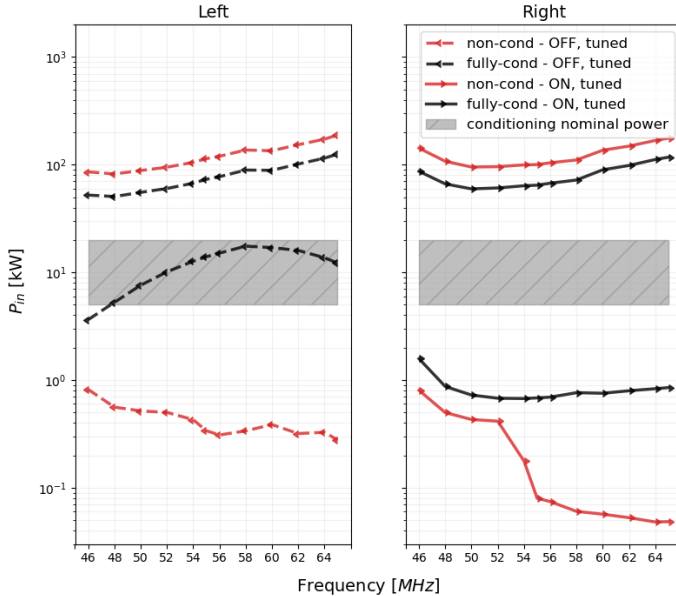 Left
Right
10³
10²
10¹
10⁰
10⁻¹
P_in [kW]
non-cond - OFF, tuned
fully-cond - OFF, tuned
non-cond - ON, tuned
fully-cond - ON, tuned
conditioning nominal power
46 48 50 52 54 56 58 60 62 64
46 48 50 52 54 56 58 60 62 64
Frequency [MHz]